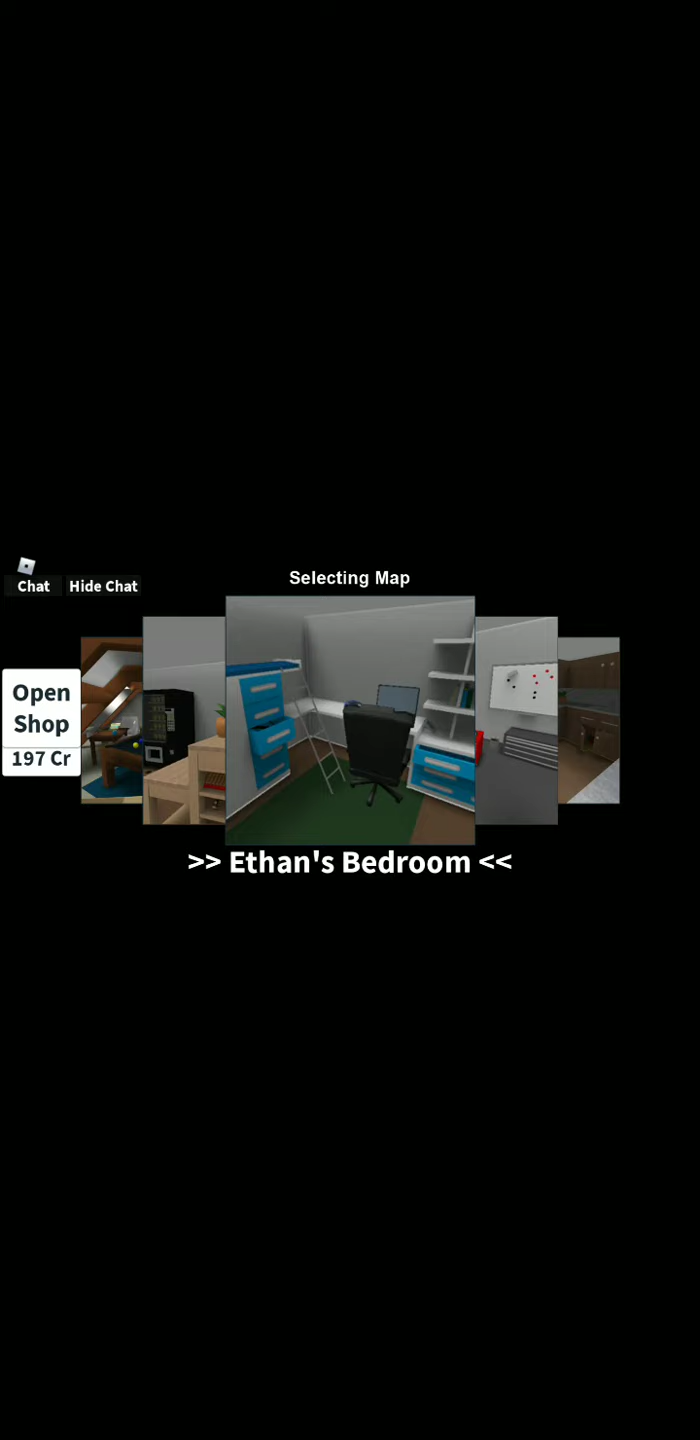 Chat
Hide Chat
Selecting Map
Open
Shop
197 Cr
>> Ethan's Bedroom <<